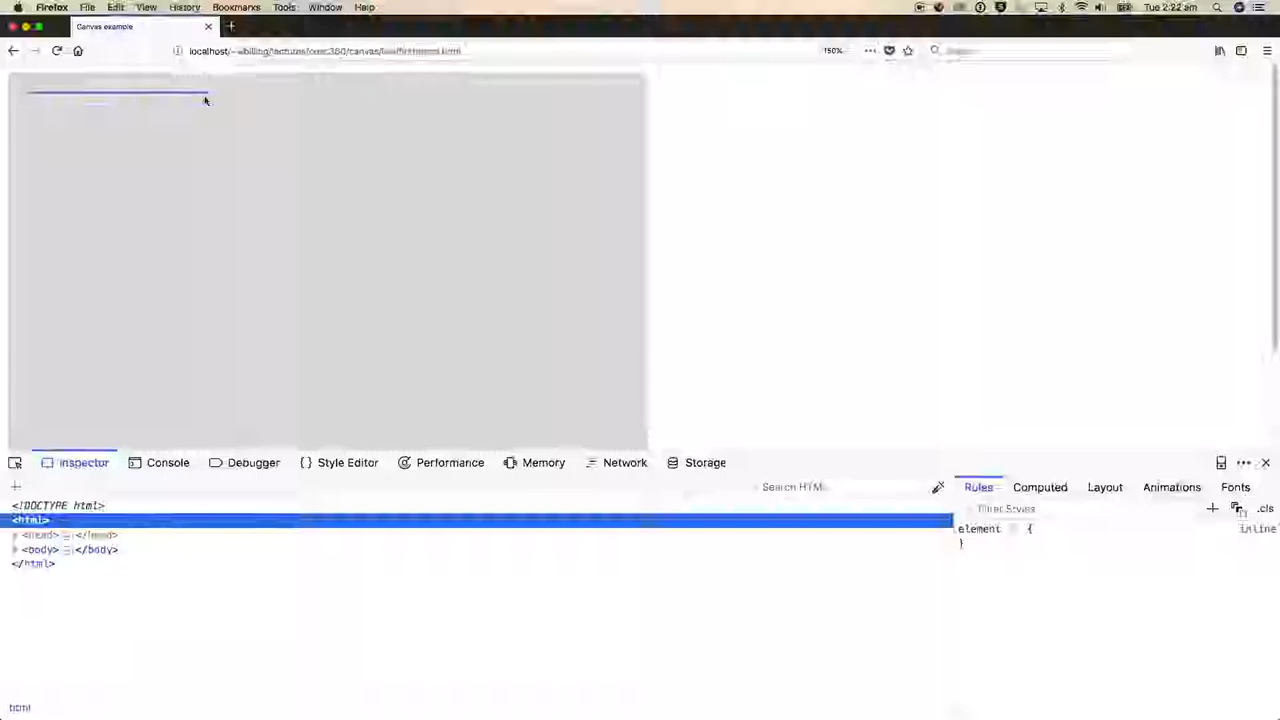 Firefox File Edit View History Bookmarks Tools Window Help Tue 2:22 am
Canvas example
150%
Inspector Console Debugger Style Editor Performance Memory Network Storage
Search HTML Rules Computed Layout Animations Fonts
<!DOCTYPE html> .cls
<html> element { inline
<head> </head> }
<body> </body>
</html>
html